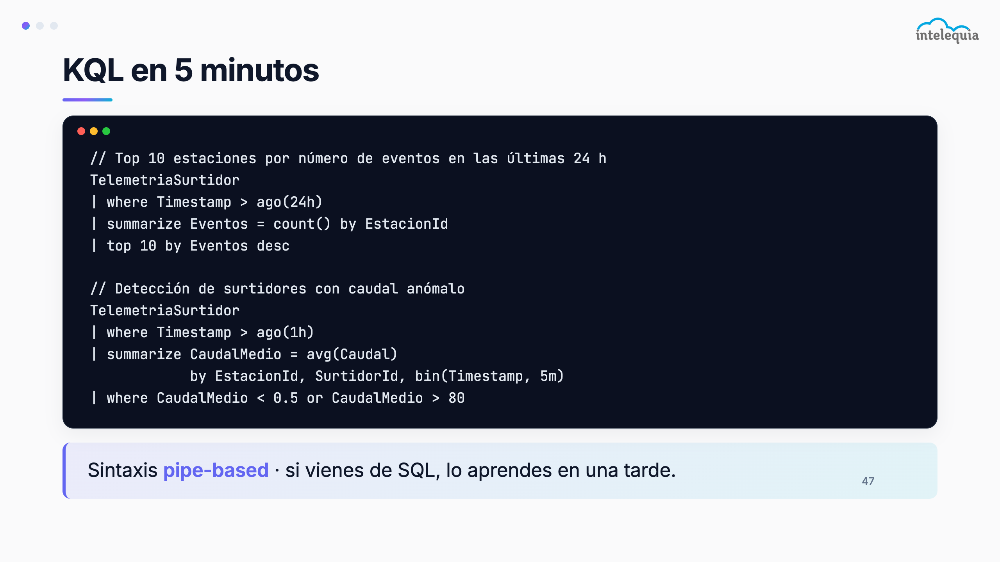 intelequia
KQL en 5 minutos
// Top 10 estaciones por número de eventos en las últimas 24 h
TelemetriaSurtidor
| where Timestamp > ago(24h)
| summarize Eventos = count() by EstacionId
| top 10 by Eventos desc
// Detección de surtidores con caudal anómalo
TelemetriaSurtidor
| where Timestamp > ago(1h)
| summarize CaudalMedio = avg(Caudal)
by EstacionId, SurtidorId, bin(Timestamp, 5m)
| where CaudalMedio < 0.5 or CaudalMedio > 80
Sintaxis pipe-based · si vienes de SQL, lo aprendes en una tarde.
47